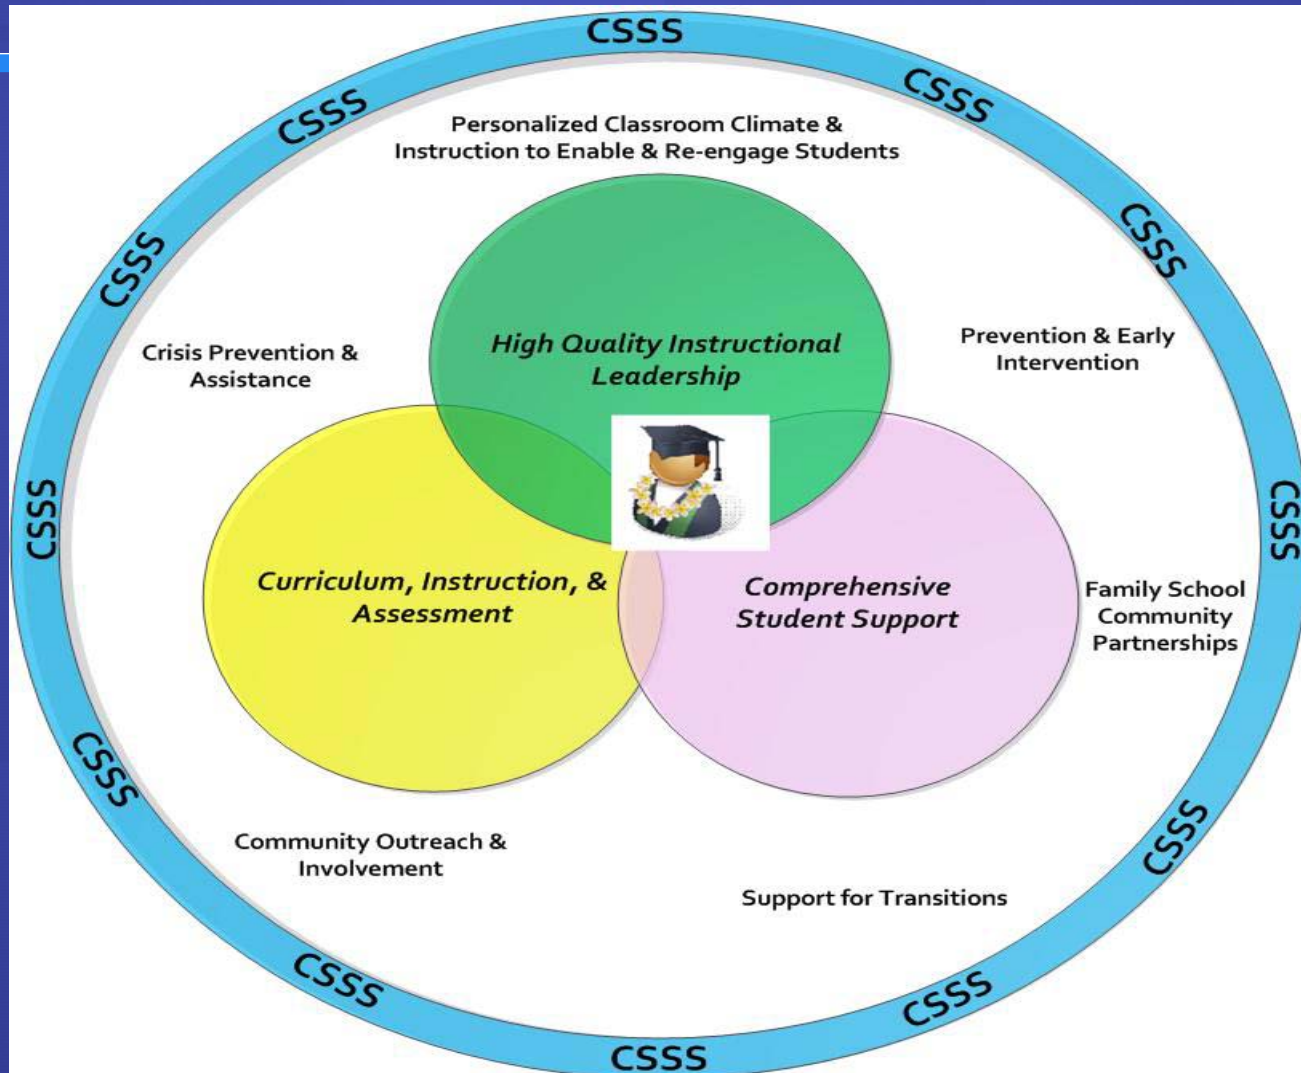 CSSS
CSSS
CSSS
Personalized Classroom Climate &
Instruction to Enable & Re-engage Students
CSSS
CSSS
Crisis Prevention &
Assistance
High Quality Instructional
Leadership
Prevention & Early
Intervention
CSSS
CSSS
Curriculum, Instruction, &
Assessment
Comprehensive
Student Support
Family School
Community
Partnerships
CSSS
CSSS
Community Outreach &
Involvement
Support for Transitions
CSSS
CSSS
CSSS